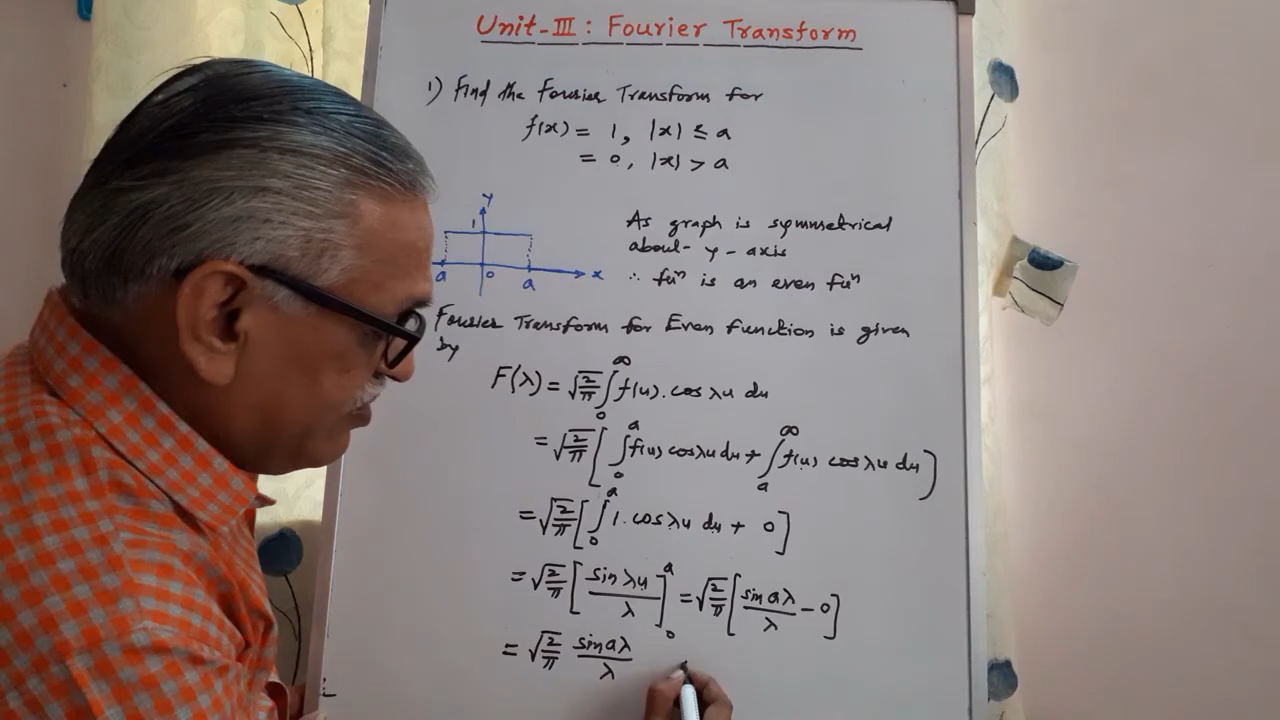 Unit-III : Fourier Transform
1) Find the Fourier Transform for
f(x) = 1, |x| ≤ a
= 0, |x| > a
y
1
a 0 a x
As graph is symmetrical
about y-axis
∴ fuⁿ is an even fuⁿ
Fourier Transform for Even Function is given
by
F(λ) = √(2/π) ∫₀^∞ f(u). cos λu du
= √(2/π) [ ∫₀^a f(u) cos λu du + ∫ₐ^∞ f(u) cos λu du ]
= √(2/π) [ ∫₀^a 1. cos λu du + 0 ]
= √(2/π) [ sin λu / λ ]₀^a = √(2/π) [ sin aλ / λ - 0 ]
= √(2/π) sin aλ / λ